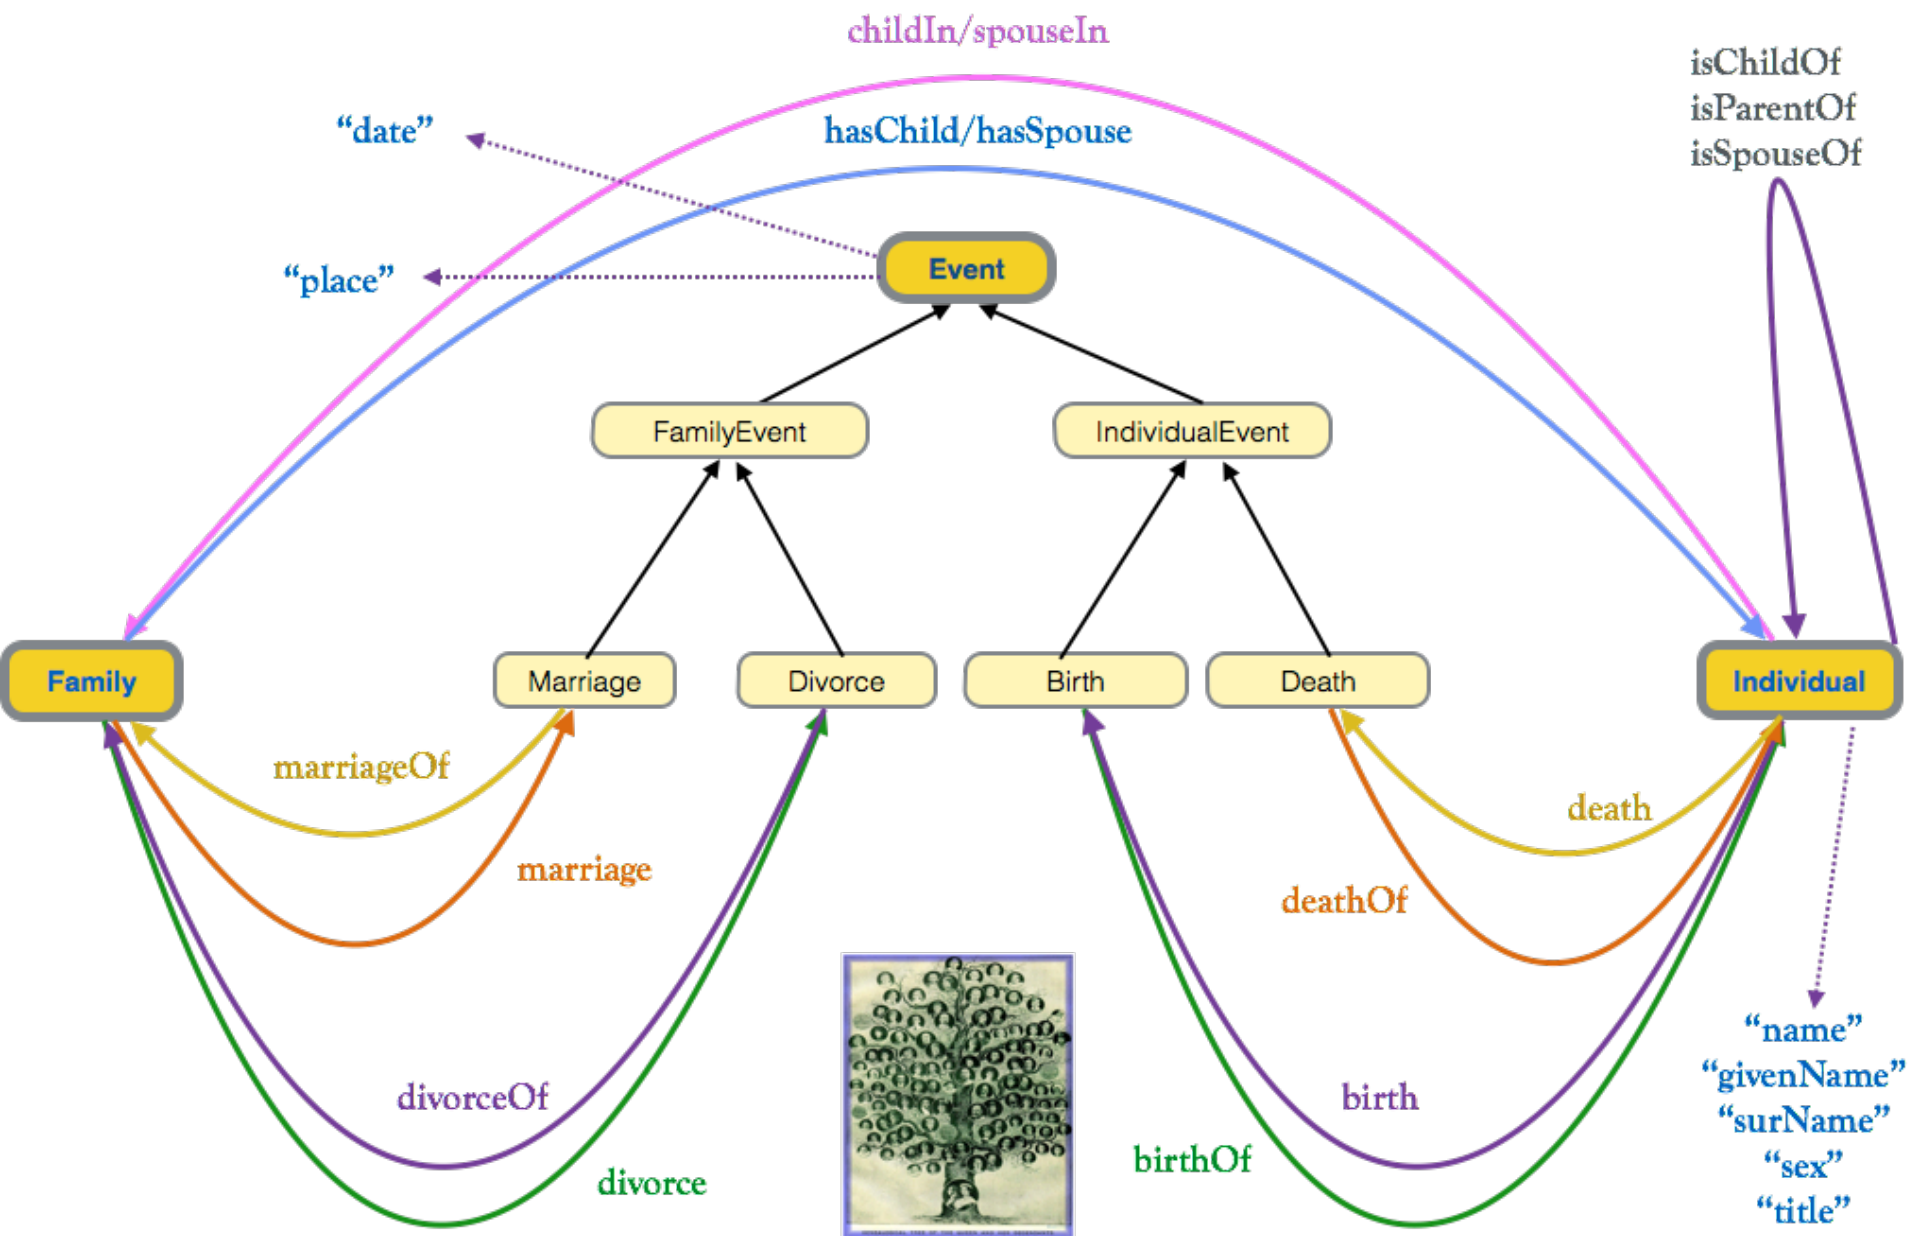 childIn/spouseIn
isChildOf
isParentOf
isSpouseOf
“date”
hasChild/hasSpouse
“place”
Event
FamilyEvent
IndividualEvent
Family
Marriage
Divorce
Birth
Death
Individual
marriageOf
marriage
death
deathOf
divorceOf
divorce
birth
birthOf
“name”
“givenName”
“surName”
“sex”
“title”